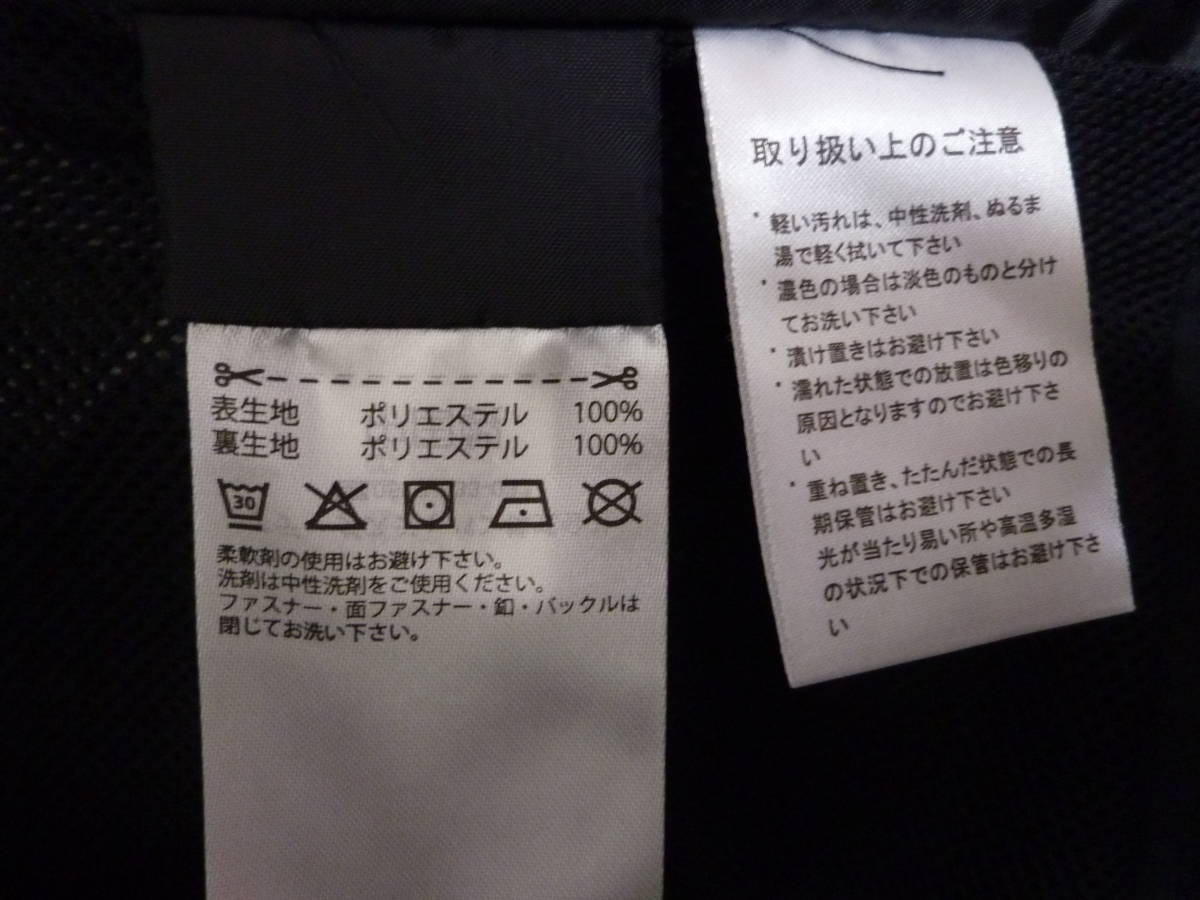 表生地 ポリエステル 100%
裏生地 ポリエステル 100%
30
柔軟剤の使用はお避け下さい。
洗剤は中性洗剤をご使用ください。
ファスナー・面ファスナー・釦・バックルは
閉じてお洗い下さい。
取り扱い上のご注意
・軽い汚れは、中性洗剤、ぬるま
湯で軽く拭いて下さい
・濃色の場合は淡色のものと分け
てお洗い下さい
・漬け置きはお避け下さい
・濡れた状態での放置は色移りの
原因となりますのでお避け下さ
い
・重ね置き、たたんだ状態での長
期保管はお避け下さい
光が当たり易い所や高温多湿
の状況下での保管はお避け下さ
い